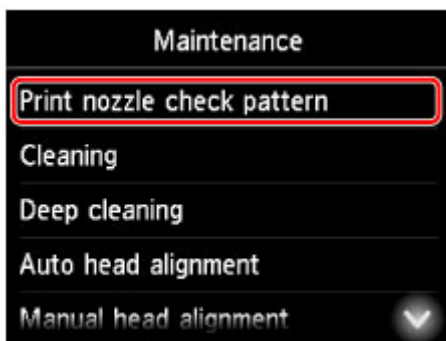 Maintenance
Print nozzle check pattern
Cleaning
Deep cleaning
Auto head alignment
Manual head alignment